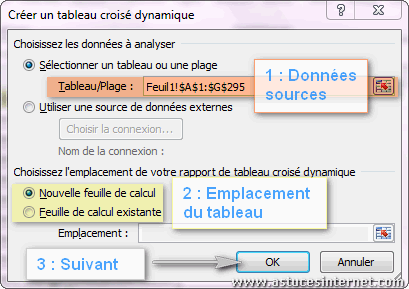 Créer un tableau croisé dynamique
Choisissez les données à analyser
Sélectionner un tableau ou une plage
Tableau/Plage : Feuil1!$A$1:$G$295
1 : Données
sources
Utiliser une source de données externes
Choisir la connexion...
Nom de la connexion :
Choisissez l'emplacement de votre rapport de tableau croisé dynamique
Nouvelle feuille de calcul
Feuille de calcul existante
2 : Emplacement
du tableau
Emplacement :
3 : Suivant
OK
Annuler
www.astucesinternet.com